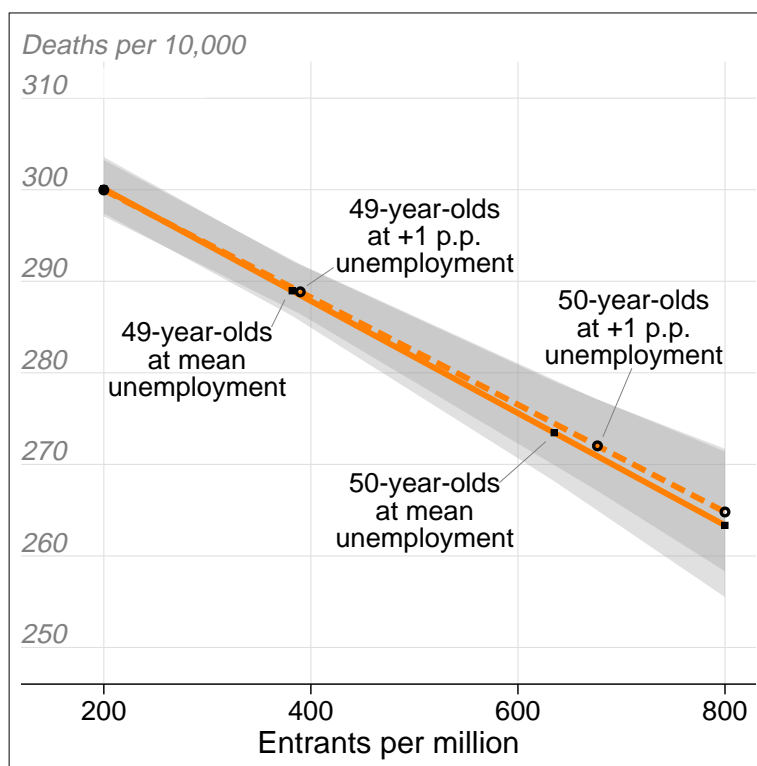 Deaths per 10,000
310
300
290
280
270
260
250
49-year-olds
at +1 p.p.
unemployment
49-year-olds
at mean
unemployment
50-year-olds
at +1 p.p.
unemployment
50-year-olds
at mean
unemployment
200 400 600 800
Entrants per million